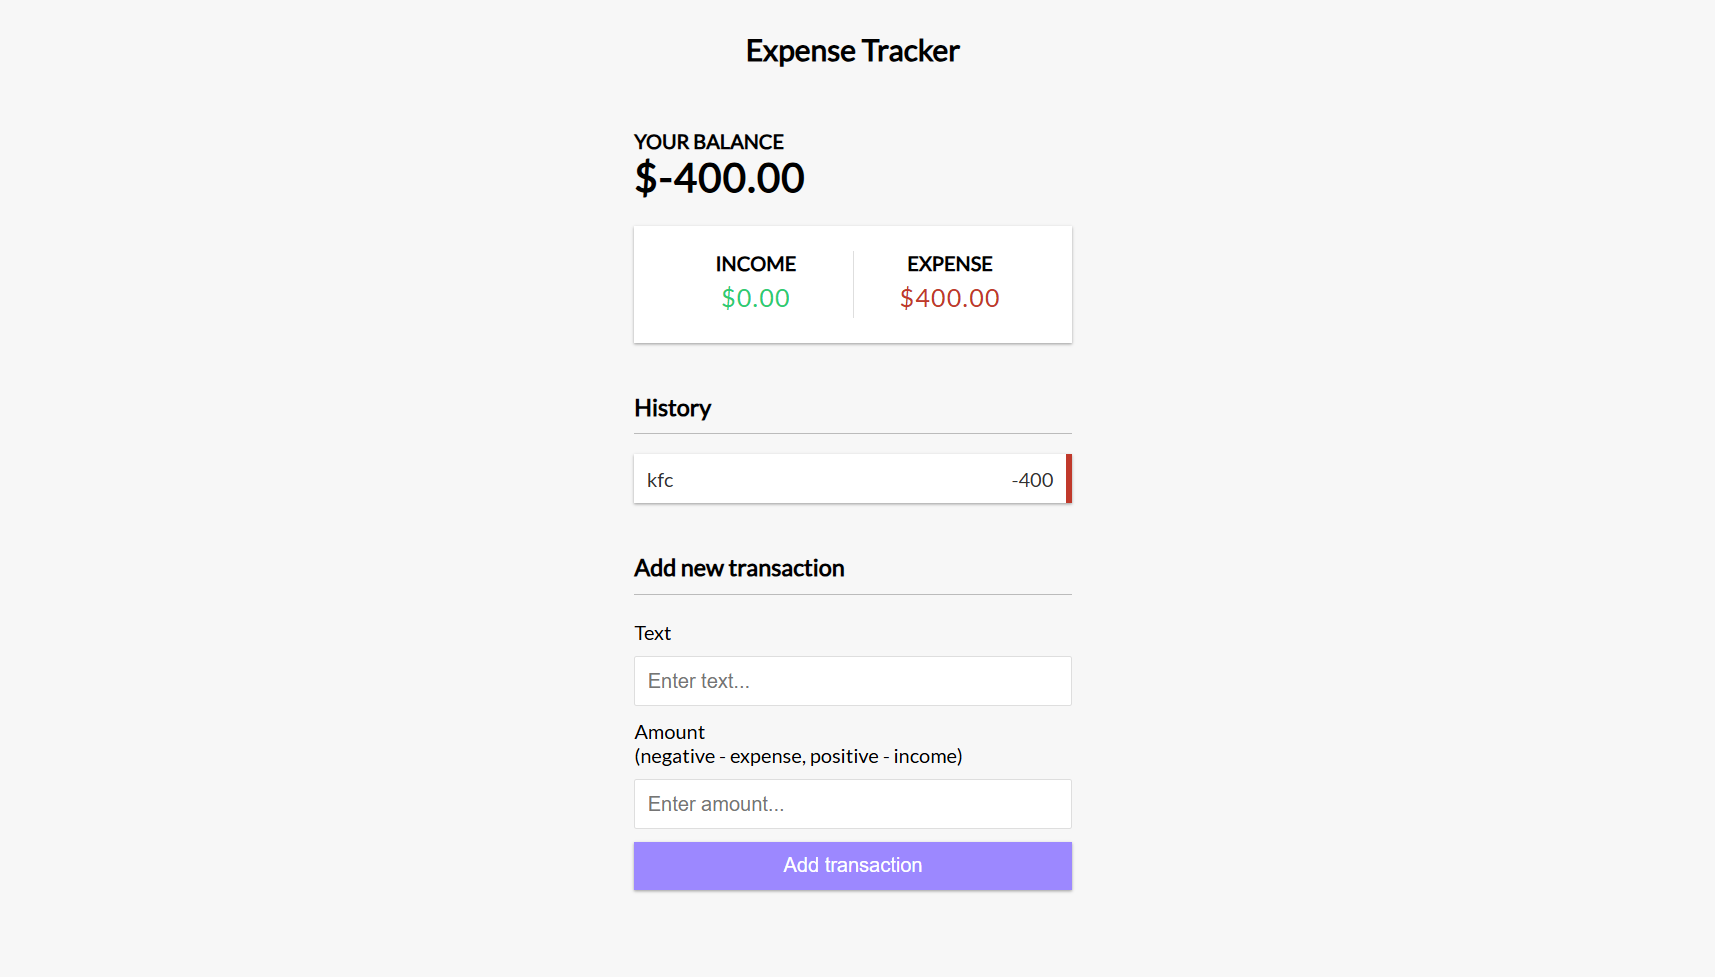 Expense Tracker
YOUR BALANCE
$-400.00
INCOME EXPENSE
$0.00 $400.00
History
kfc -400
Add new transaction
Text
Enter text...
Amount
(negative - expense, positive - income)
Enter amount...
Add transaction